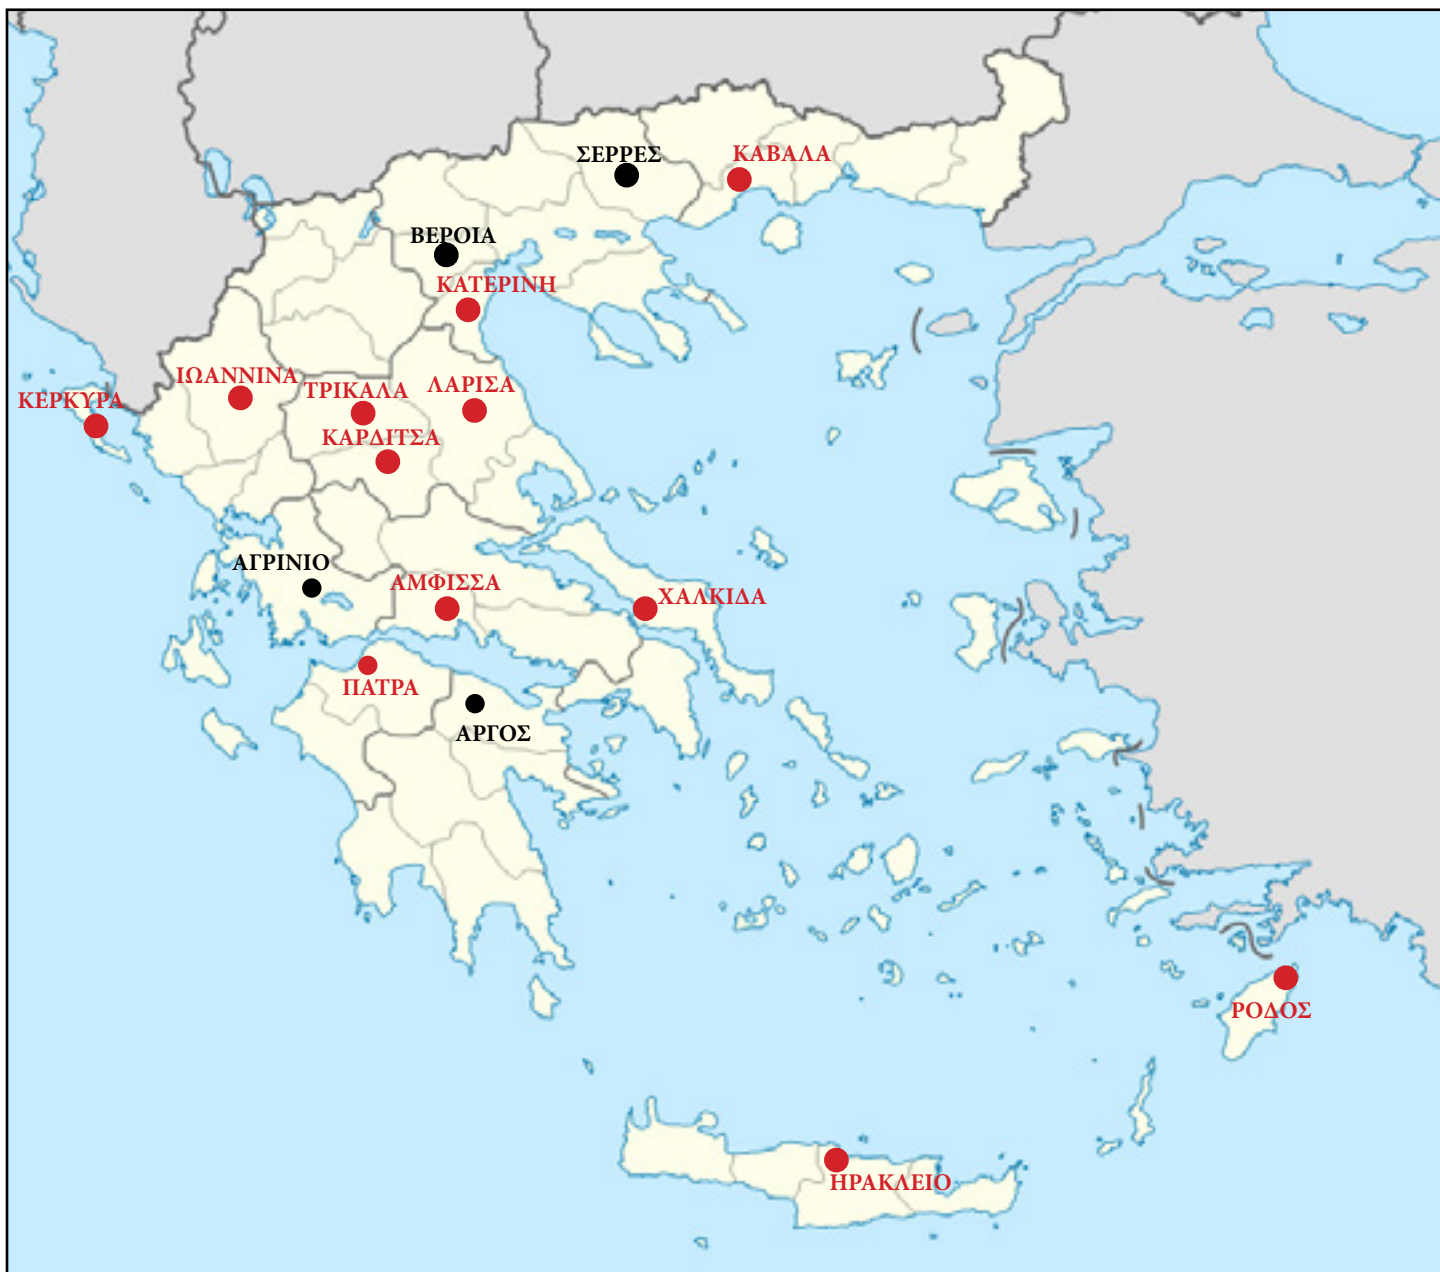 ΣΕΡΡΕΣ
ΚΑΒΑΛΑ
ΒΕΡΟΙΑ
ΚΑΤΕΡΙΝΗ
ΙΩΑΝΝΙΝΑ
ΤΡΙΚΑΛΑ
ΛΑΡΙΣΑ
ΚΕΡΚΥΡΑ
ΚΑΡΔΙΤΣΑ
ΑΓΡΙΝΙΟ
ΑΜΦΙΣΣΑ
ΧΑΛΚΙΔΑ
ΠΑΤΡΑ
ΑΡΓΟΣ
ΡΟΔΟΣ
ΗΡΑΚΛΕΙΟ